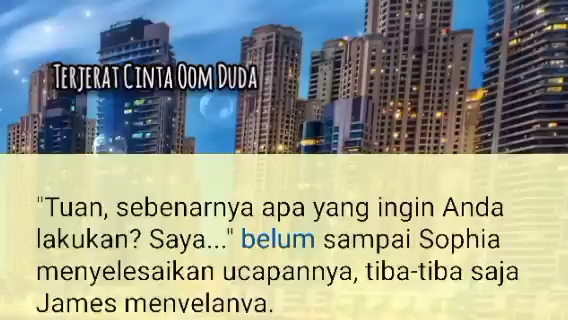 Terjerat Cinta Oom Duda
"Tuan, sebenarnya apa yang ingin Anda
lakukan? Saya..." belum sampai Sophia
menyelesaikan ucapannya, tiba-tiba saja
James menyelanya.